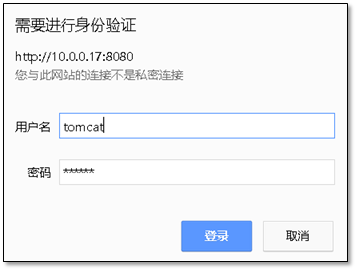 需要进行身份验证
http://10.0.0.17:8080
您与此网站的连接不是私密连接
用户名 tomcat
密码 ******
登录 取消